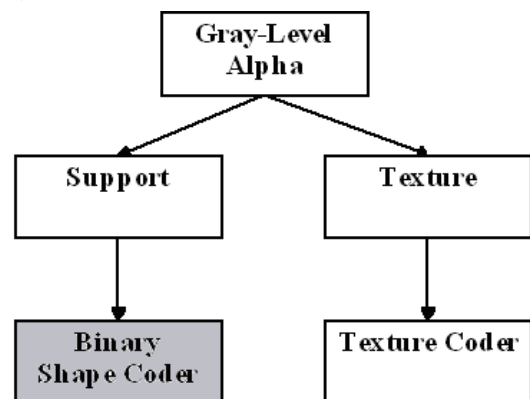 Gray-Level
Alpha
Support
Texture
Binary
Shape Coder
Texture Coder